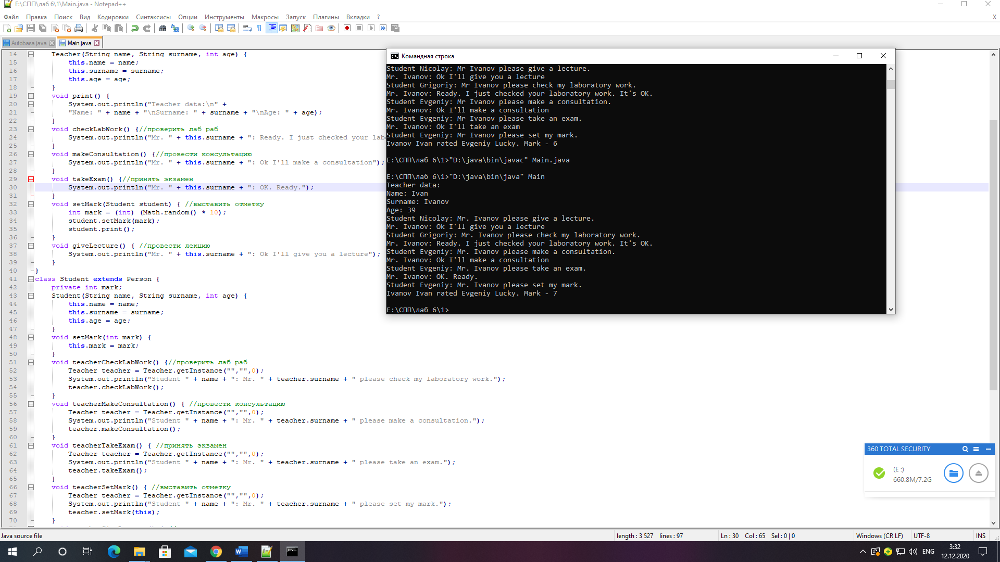 E:\СПП\лаб 6\1\Main.java - Notepad++
Файл Правка Поиск Вид Кодировки Синтаксисы Опции Инструменты Макросы Запуск Плагины Вкладки ? X
Autobasa.java Main.java
14 Teacher(String name, String surname, int age) {
15 this.name = name;
16 this.surname = surname;
17 this.age = age;
18 }
19 void print() {
20 System.out.println("Teacher data:\n" +
21 "Name: " + name + "\nSurname: " + surname + "\nAge: " + age);
22 }
23 void checkLabWork() {//проверить лаб раб
24 System.out.println("Mr. " + this.surname + ": Ready. I just checked your lab
25 }
26 void makeConsultation() {//провести консультацию
27 System.out.println("Mr. " + this.surname + ": Ok I'll make a consultation");
28 }
29 void takeExam() {//принять экзамен
30 System.out.println("Mr. " + this.surname + ": OK. Ready.");
31 }
32 void setMark(Student student) { //выставить отметку
33 int mark = (int) (Math.random() * 10);
34 student.setMark(mark);
35 student.print();
36 }
37 void giveLecture() { //провести лекцию
38 System.out.println("Mr. " + this.surname + ": Ok I'll give you a lecture");
39 }
40 }
41 class Student extends Person {
42 private int mark;
43 Student(String name, String surname, int age) {
44 this.name = name;
45 this.surname = surname;
46 this.age = age;
47 }
48 void setMark(int mark) {
49 this.mark = mark;
50 }
51 void teacherCheckLabWork() {//проверить лаб раб
52 Teacher teacher = Teacher.getInstance("","",0);
53 System.out.println("Student " + name + ": Mr. " + teacher.surname + " please check my laboratory work.");
54 teacher.checkLabWork();
55 }
56 void teacherMakeConsultation() { //провести консультацию
57 Teacher teacher = Teacher.getInstance("","",0);
58 System.out.println("Student " + name + ": Mr. " + teacher.surname + " please make a consultation.");
59 teacher.makeConsultation();
60 }
61 void teacherTakeExam() { //принять экзамен
62 Teacher teacher = Teacher.getInstance("","",0);
63 System.out.println("Student " + name + ": Mr. " + teacher.surname + " please take an exam.");
64 teacher.takeExam();
65 }
66 void teacherSetMark() { //выставить отметку
67 Teacher teacher = Teacher.getInstance("","",0);
68 System.out.println("Student " + name + ": Mr. " + teacher.surname + " please set my mark.");
69 teacher.setMark(this);
70 }
Командная строка
Student Nicolay: Mr Ivanov please give a lecture.
Mr. Ivanov: Ok I'll give you a lecture
Student Grigoriy: Mr Ivanov please check my laboratory work.
Mr. Ivanov: Ready. I just checked your laboratory work. It's OK.
Student Evgeniy: Mr Ivanov please make a consultation.
Mr. Ivanov: Ok I'll make a consultation
Student Evgeniy: Mr Ivanov please take an exam.
Mr. Ivanov: Ok I'll take an exam
Student Evgeniy: Mr Ivanov please set my mark.
Ivanov Ivan rated Evgeniy Lucky. Mark - 6
E:\СПП\лаб 6\1>"D:\java\bin\javac" Main.java
E:\СПП\лаб 6\1>"D:\java\bin\java" Main
Teacher data:
Name: Ivan
Surname: Ivanov
Age: 39
Student Nicolay: Mr. Ivanov please give a lecture.
Mr. Ivanov: Ok I'll give you a lecture
Student Grigoriy: Mr. Ivanov please check my laboratory work.
Mr. Ivanov: Ready. I just checked your laboratory work. It's OK.
Student Evgeniy: Mr. Ivanov please make a consultation.
Mr. Ivanov: Ok I'll make a consultation
Student Evgeniy: Mr. Ivanov please take an exam.
Mr. Ivanov: OK. Ready.
Student Evgeniy: Mr. Ivanov please set my mark.
Ivanov Ivan rated Evgeniy Lucky. Mark - 7
E:\СПП\лаб 6\1>
360 TOTAL SECURITY
(E :)
660.8M/7.2G
Java source file length : 3 527 lines : 97 Ln : 30 Col : 65 Sel : 0 | 0 Windows (CR LF) UTF-8 INS
ENG 3:32
12.12.2020